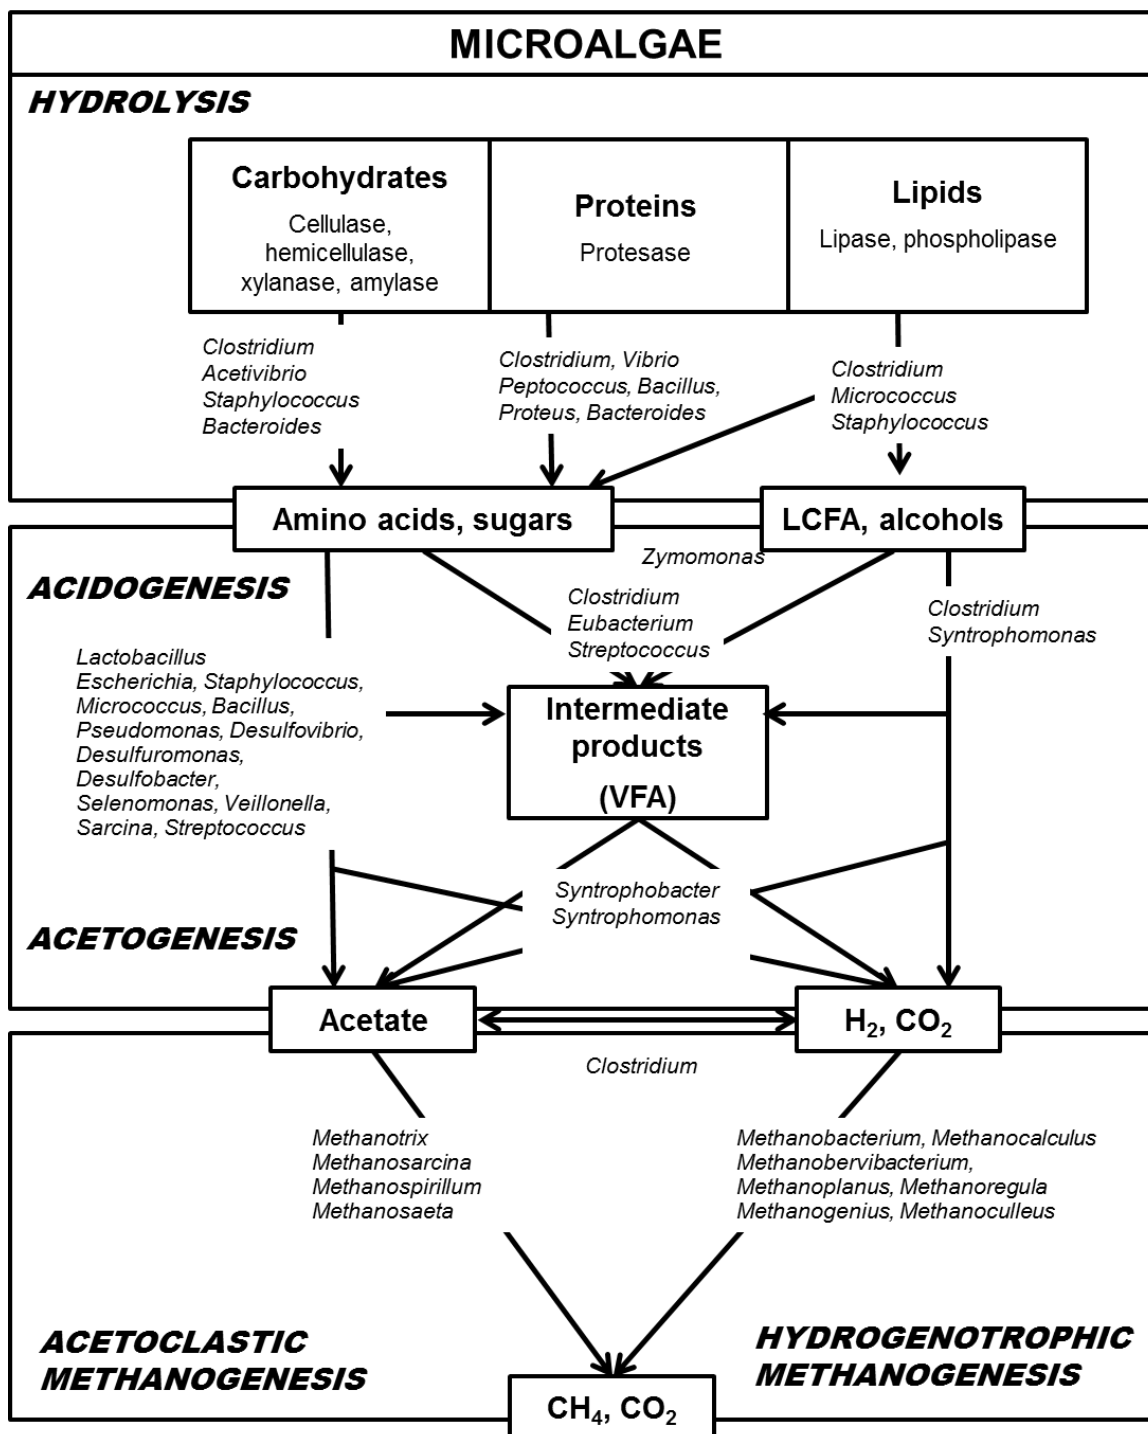 MICROALGAE
HYDROLYSIS
Carbohydrates
Cellulase,
hemicellulase,
xylanase, amylase
Proteins
Protesase
Lipids
Lipase, phospholipase
Clostridium
Acetivibrio
Staphylococcus
Bacteroides
Clostridium, Vibrio
Peptococcus, Bacillus,
Proteus, Bacteroides
Clostridium
Micrococcus
Staphylococcus
Amino acids, sugars
LCFA, alcohols
ACIDOGENESIS
Zymomonas
Clostridium
Eubacterium
Streptococcus
Clostridium
Syntrophomonas
Lactobacillus
Escherichia, Staphylococcus,
Micrococcus, Bacillus,
Pseudomonas, Desulfovibrio,
Desulfuromonas,
Desulfobacter,
Selenomonas, Veillonella,
Sarcina, Streptococcus
Intermediate
products
(VFA)
Syntrophobacter
Syntrophomonas
ACETOGENESIS
Acetate
H₂, CO₂
Clostridium
Methanotrix
Methanosarcina
Methanospirillum
Methanosaeta
Methanobacterium, Methanocalculus
Methanobervibacterium,
Methanoplanus, Methanoregula
Methanogenius, Methanoculleus
ACETOCLASTIC
METHANOGENESIS
HYDROGENOTROPHIC
METHANOGENESIS
CH₄, CO₂